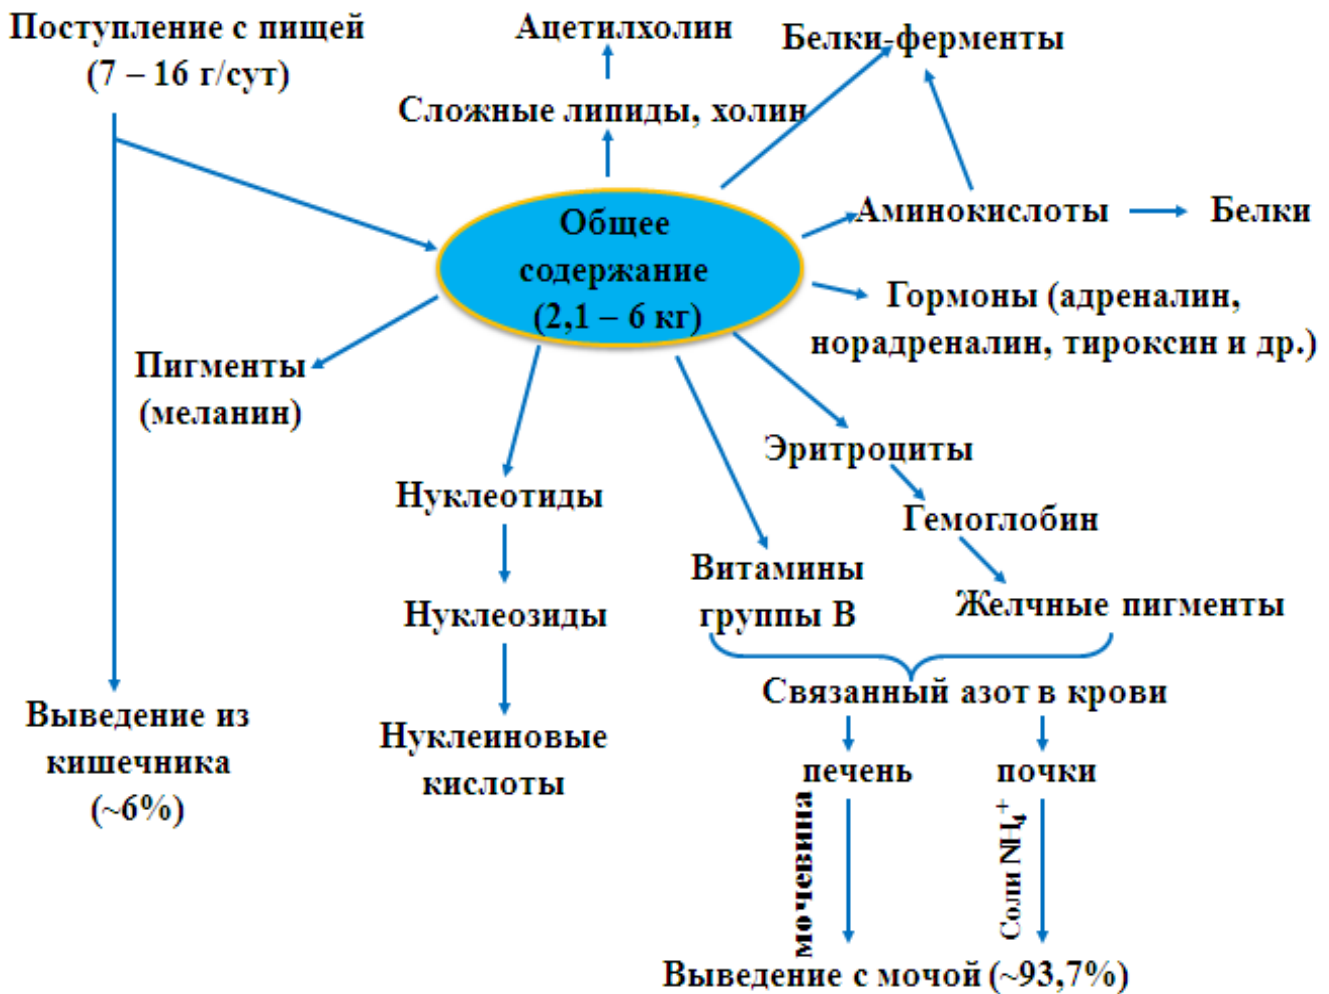 Поступление с пищей
(7 – 16 г/сут)
Ацетилхолин
Белки-ферменты
Сложные липиды, холин
Общее
содержание
(2,1 – 6 кг)
Аминокислоты
Белки
Гормоны (адреналин,
норадреналин, тироксин и др.)
Пигменты
(меланин)
Эритроциты
Нуклеотиды
Гемоглобин
Витамины
группы В
Желчные пигменты
Нуклеозиды
Связанный азот в крови
Выведение из
кишечника
(~6%)
Нуклеиновые
кислоты
печень
почки
мочевина
Соли NH₄⁺
Выведение с мочой (~93,7%)